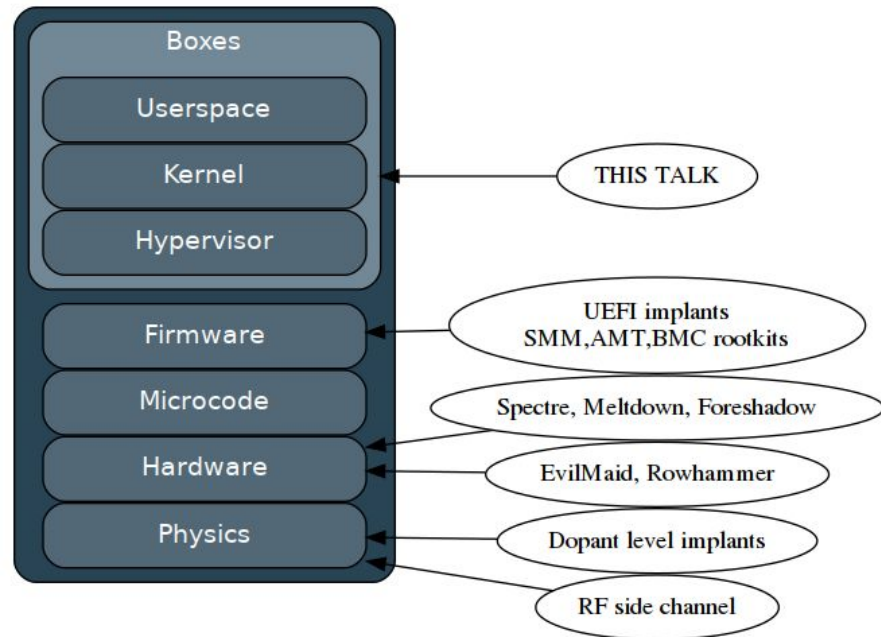 Boxes
Userspace
Kernel
Hypervisor
Firmware
Microcode
Hardware
Physics
THIS TALK
UEFI implants
SMM,AMT,BMC rootkits
Spectre, Meltdown, Foreshadow
EvilMaid, Rowhammer
Dopant level implants
RF side channel